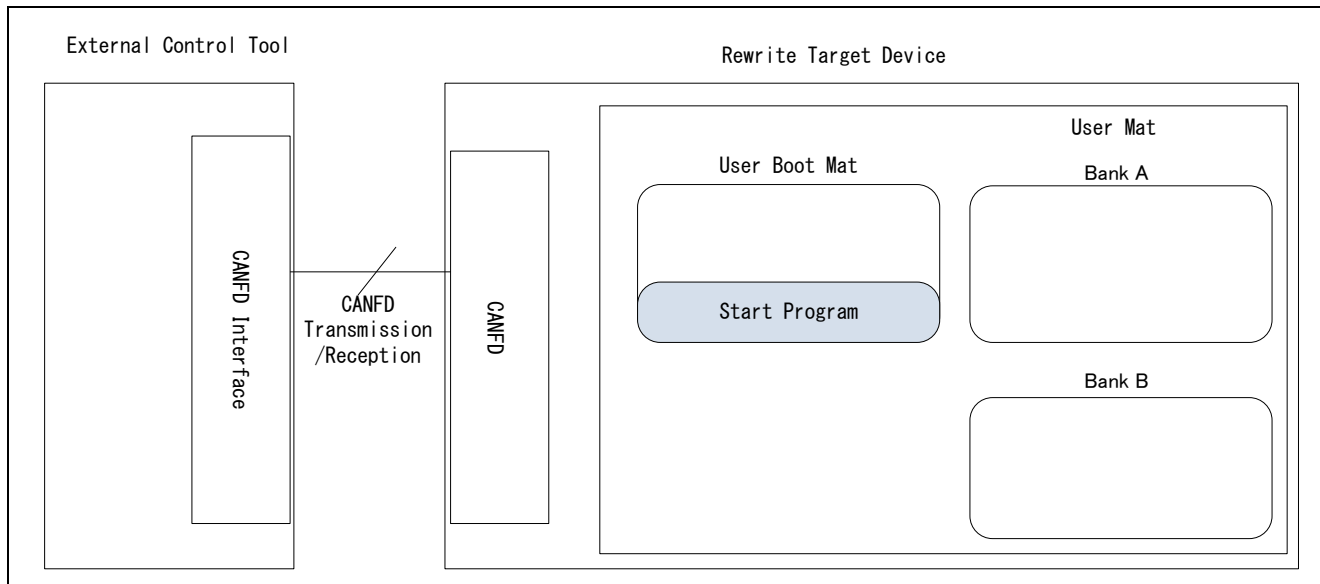 External Control Tool
Rewrite Target Device
User Mat
User Boot Mat
Bank A
CANFD Interface
CANFD
Transmission
/Reception
CANFD
Start Program
Bank B